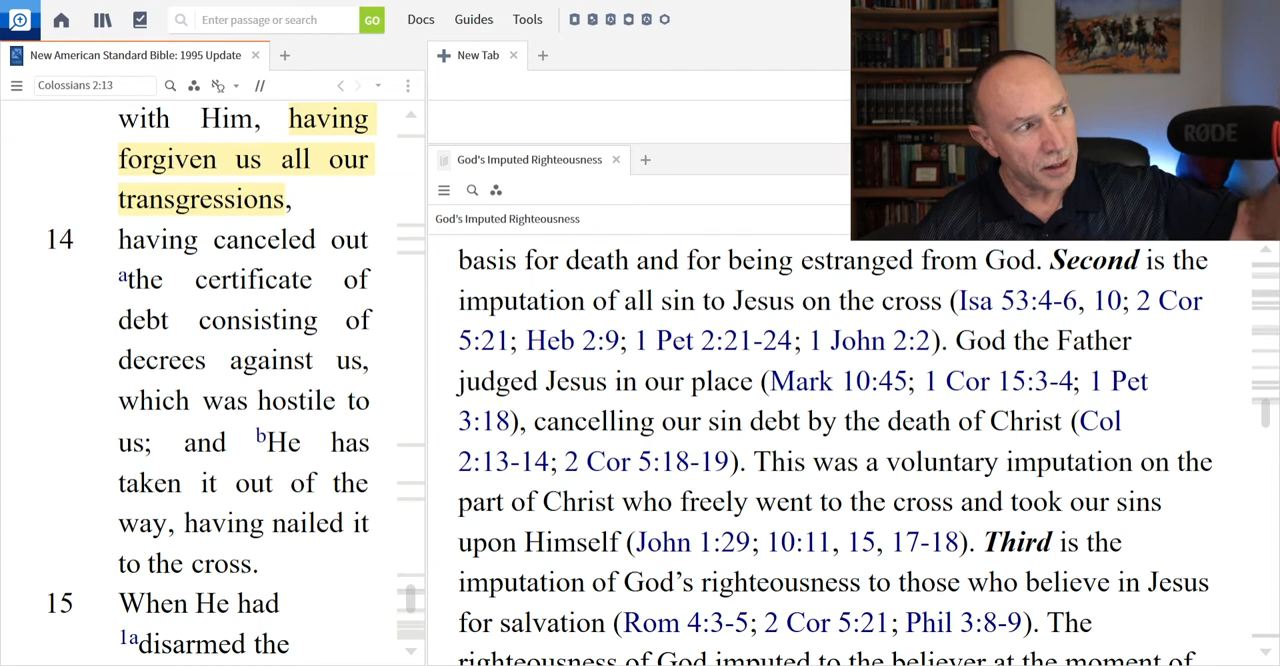 Enter passage or search
GO
Docs
Guides
Tools
New American Standard Bible: 1995 Update
New Tab
Colossians 2:13
with Him, having
forgiven us all our
transgressions,
14 having canceled out
athe certificate of
debt consisting of
decrees against us,
which was hostile to
us; and bHe has
taken it out of the
way, having nailed it
to the cross.
15 When He had
1adisarmed the
God's Imputed Righteousness
God's Imputed Righteousness
basis for death and for being estranged from God. Second is the
imputation of all sin to Jesus on the cross (Isa 53:4-6, 10; 2 Cor
5:21; Heb 2:9; 1 Pet 2:21-24; 1 John 2:2). God the Father
judged Jesus in our place (Mark 10:45; 1 Cor 15:3-4; 1 Pet
3:18), cancelling our sin debt by the death of Christ (Col
2:13-14; 2 Cor 5:18-19). This was a voluntary imputation on the
part of Christ who freely went to the cross and took our sins
upon Himself (John 1:29; 10:11, 15, 17-18). Third is the
imputation of God's righteousness to those who believe in Jesus
for salvation (Rom 4:3-5; 2 Cor 5:21; Phil 3:8-9). The
righteousness of God imputed to the believer at the moment of
RØDE